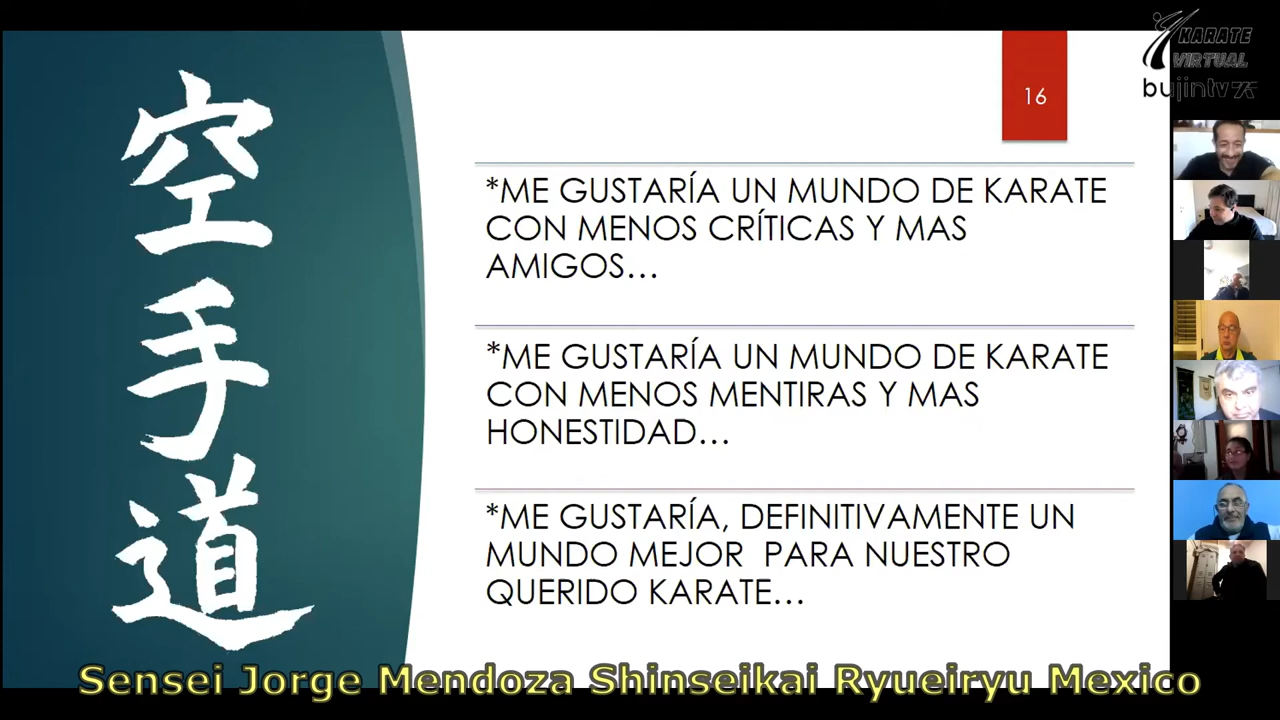 KARATE
VIRTUAL
bujintv
16
空
手
道
*ME GUSTARÍA UN MUNDO DE KARATE
CON MENOS CRÍTICAS Y MAS
AMIGOS…
*ME GUSTARÍA UN MUNDO DE KARATE
CON MENOS MENTIRAS Y MAS
HONESTIDAD…
*ME GUSTARÍA, DEFINITIVAMENTE UN
MUNDO MEJOR  PARA NUESTRO
QUERIDO KARATE…
Sensei Jorge Mendoza Shinseikai Ryueiryu Mexico